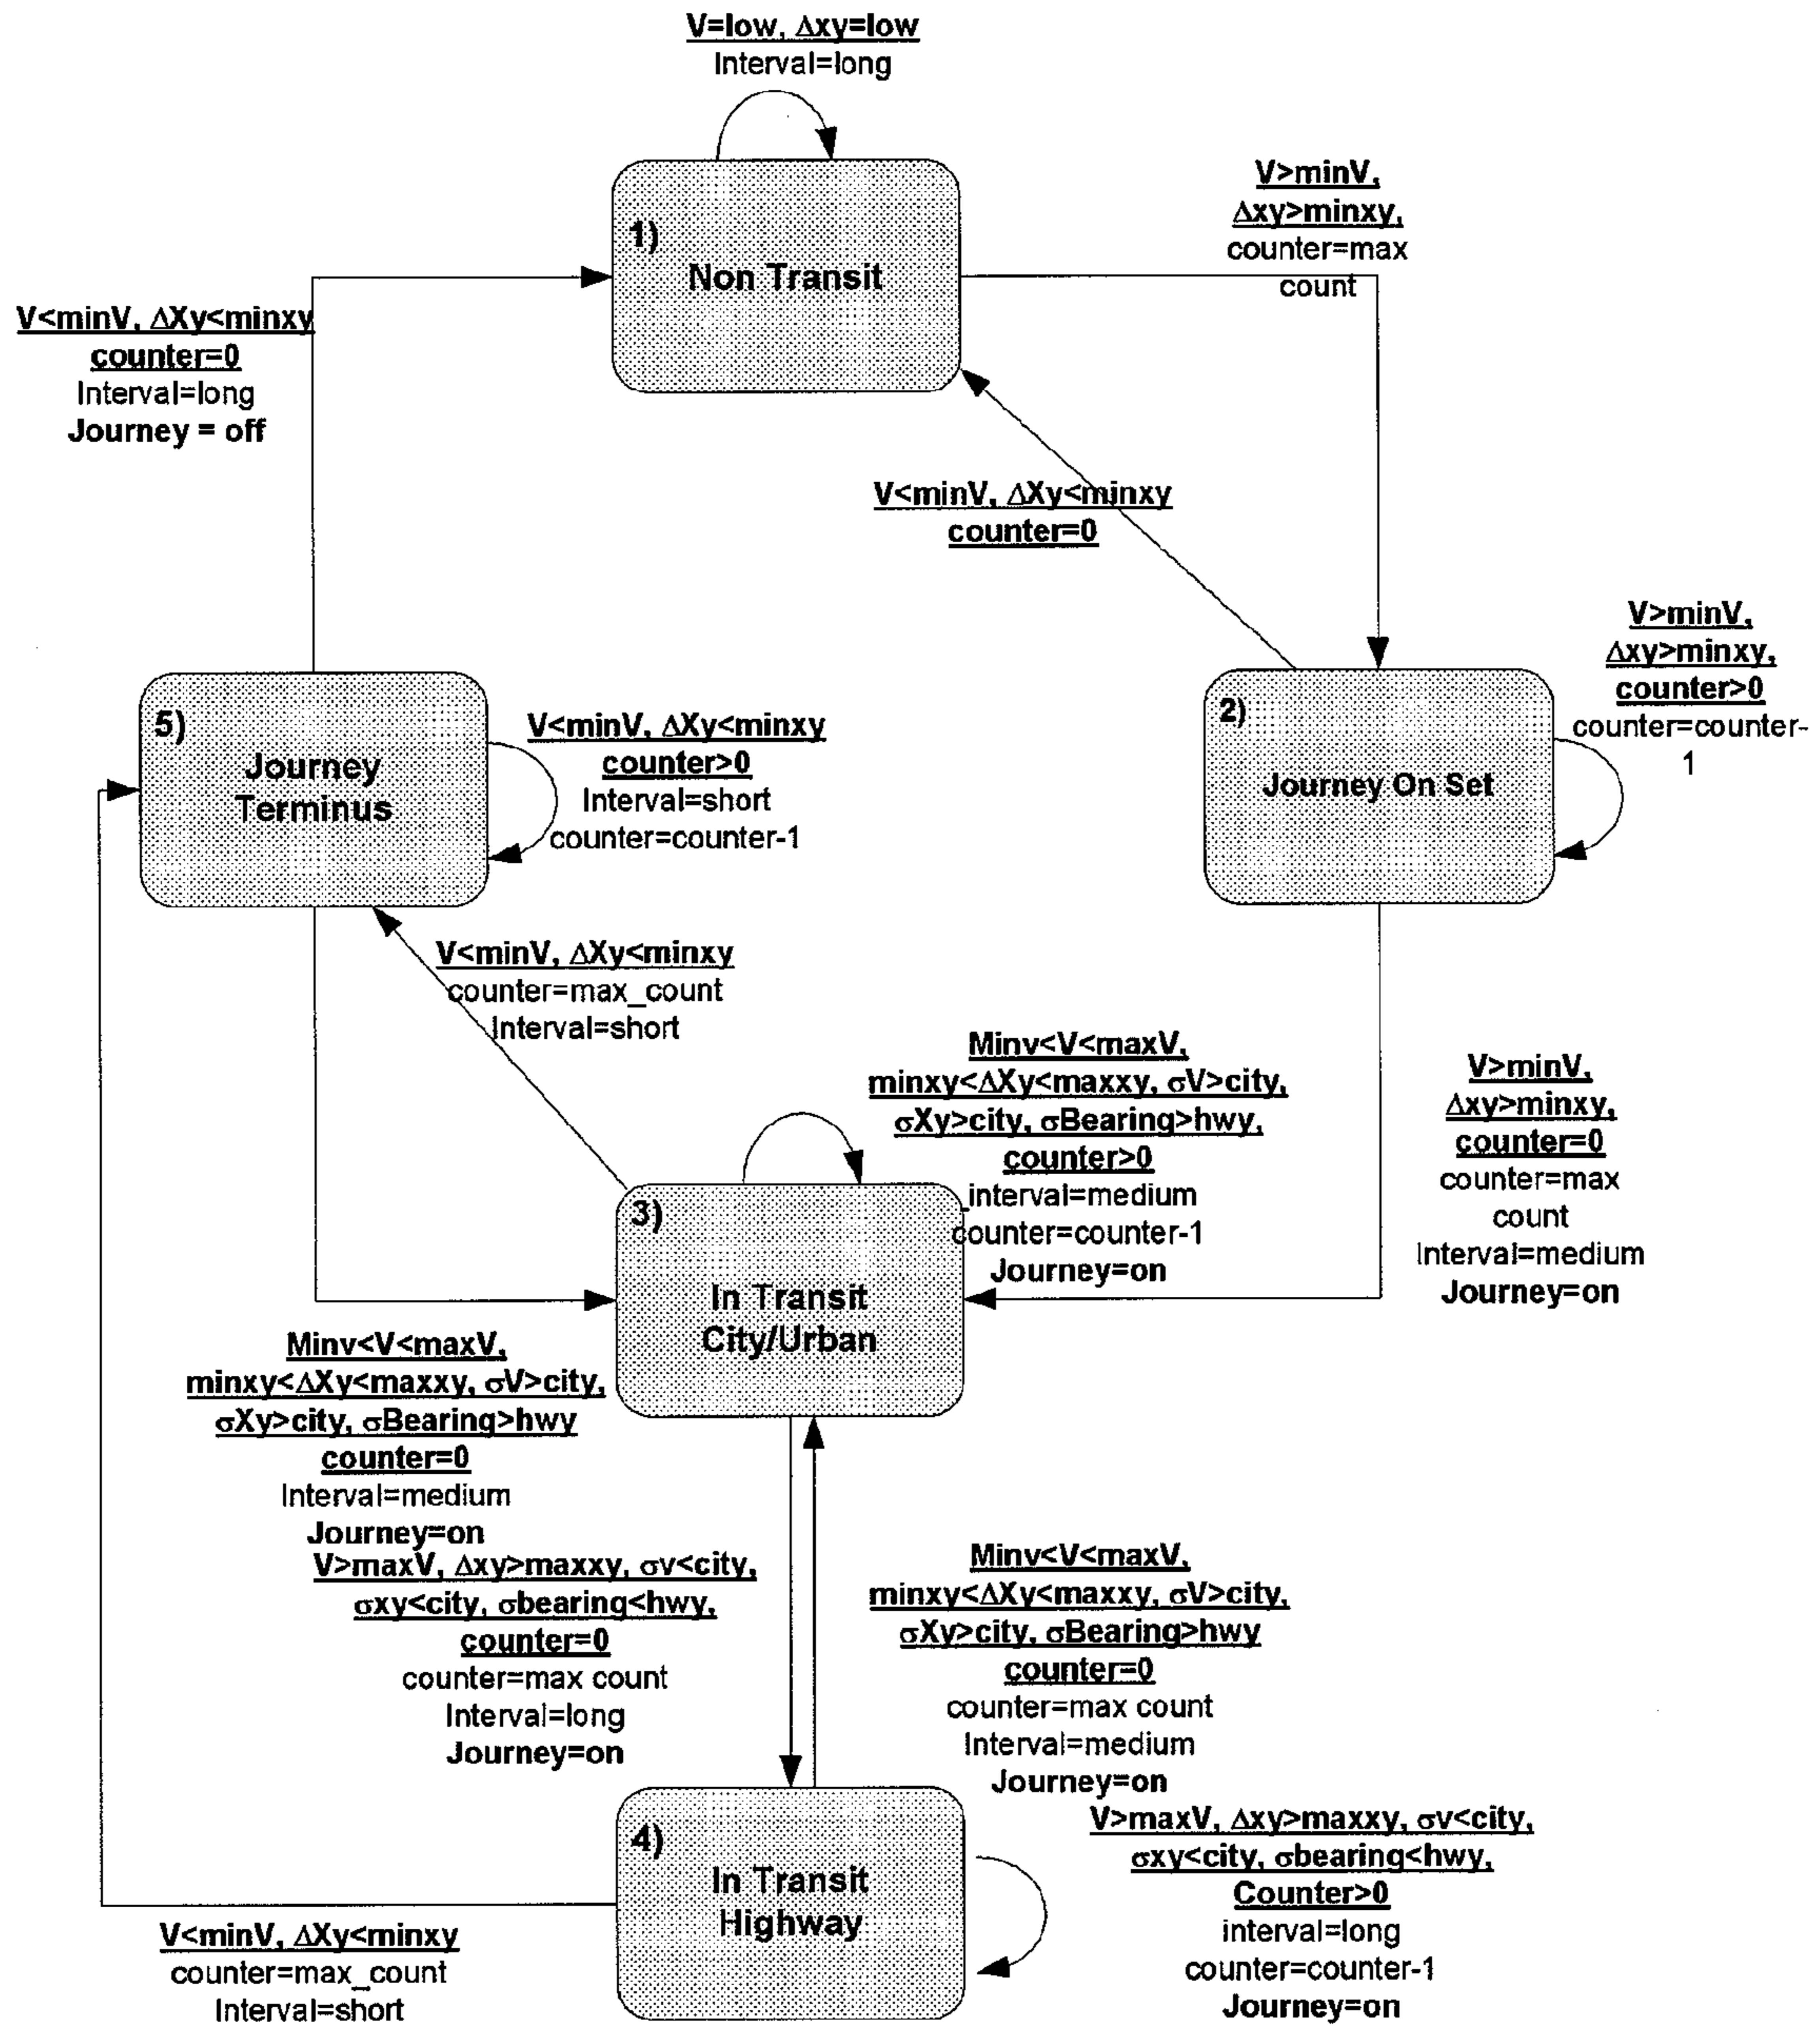 V=low, Δxy=low
Interval=long
1)
Non Transit
V>minV,
Δxy>minxy,
counter=max
count
V<minV, ΔXy<minxy
counter=0
Interval=long
Journey = off
V<minV, ΔXy<minxy
counter=0
V>minV,
Δxy>minxy,
counter>0
counter=counter-
1
2)
Journey On Set
5)
Journey
Terminus
V<minV, ΔXy<minxy
counter>0
Interval=short
counter=counter-1
V<minV, ΔXy<minxy
counter=max_count
Interval=short
Minv<V<maxV,
minxy<ΔXy<maxxy, σV>city,
σXy>city, σBearing>hwy,
counter>0
interval=medium
counter=counter-1
Journey=on
V>minV,
Δxy>minxy,
counter=0
counter=max
count
Interval=medium
Journey=on
3)
In Transit
City/Urban
Minv<V<maxV,
minxy<ΔXy<maxxy, σV>city,
σXy>city, σBearing>hwy
counter=0
Interval=medium
Journey=on
V>maxV, Δxy>maxxy, σv<city,
σxy<city, σbearing<hwy,
counter=0
counter=max count
Interval=long
Journey=on
Minv<V<maxV,
minxy<ΔXy<maxxy, σV>city,
σXy>city, σBearing>hwy
counter=0
counter=max count
Interval=medium
Journey=on
4)
In Transit
Highway
V>maxV, Δxy>maxxy, σv<city,
σxy<city, σbearing<hwy,
Counter>0
interval=long
counter=counter-1
Journey=on
V<minV, ΔXy<minxy
counter=max_count
Interval=short